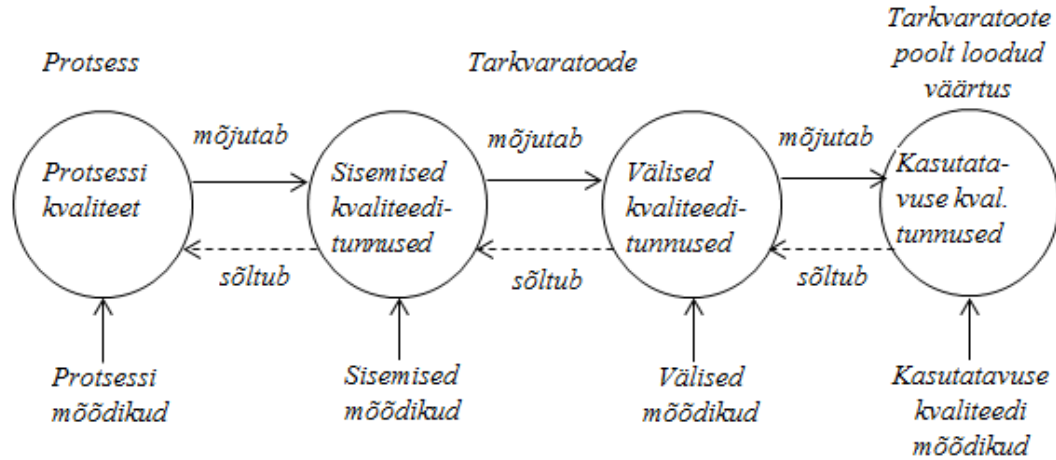 Protsess
Tarkvaratoode
Tarkvaratoote
poolt loodud
väärtus
mõjutab
mõjutab
mõjutab
Protsessi
kvaliteet
Sisemised
kvaliteedi-
tunnused
Välised
kvaliteedi-
tunnused
Kasutata-
vuse kval.
tunnused
sõltub
sõltub
sõltub
Protsessi
mõõdikud
Sisemised
mõõdikud
Välised
mõõdikud
Kasutatavuse
kvaliteedi
mõõdikud